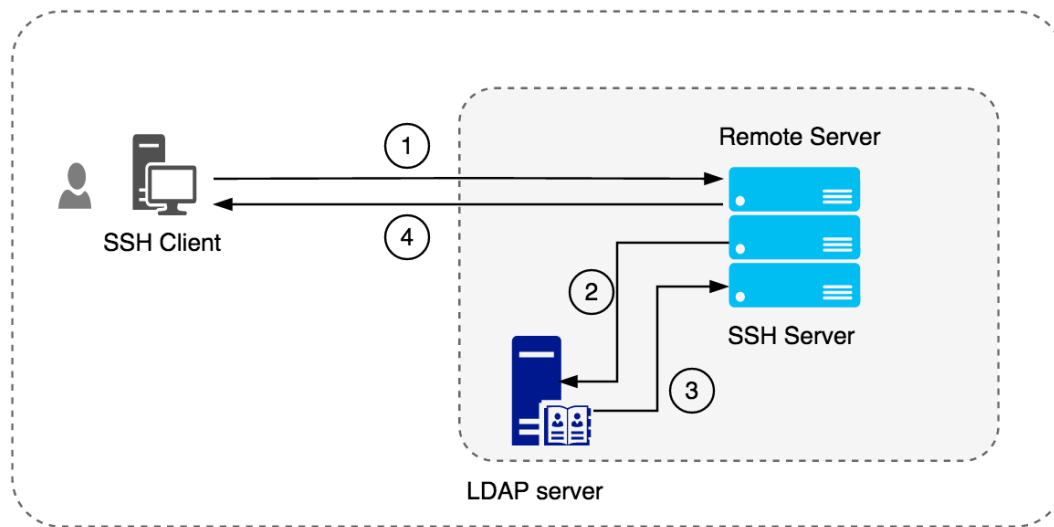 Remote Server
1
SSH Client
4
2
SSH Server
3
LDAP server